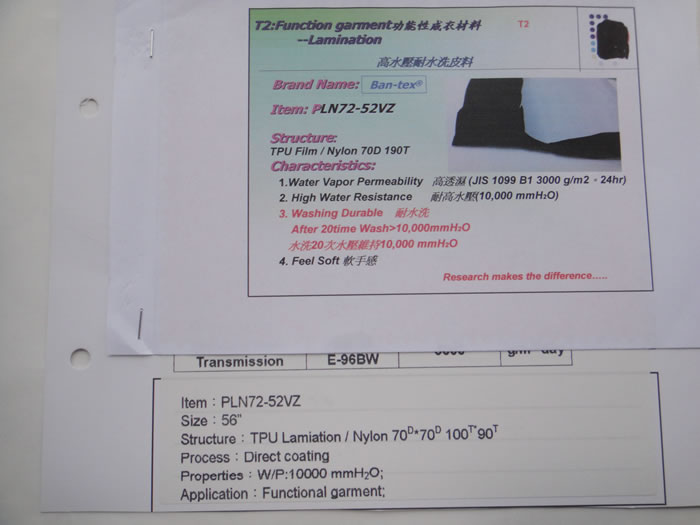 T2:Function garment功能性成衣材料
--Lamination
T2
高水壓耐水洗皮料
Brand Name: Ban-tex®
Item: PLN72-52VZ
Structure:
TPU Film / Nylon 70D 190T
Characteristics:
1.Water Vapor Permeability 高透濕 (JIS 1099 B1 3000 g/m2。24hr)
2. High Water Resistance 耐高水壓(10,000 mmH₂O)
3. Washing Durable 耐水洗
After 20time Wash>10,000mmH₂O
水洗20次水壓維持10,000 mmH₂O
4. Feel Soft 軟手感
Research makes the difference.....
Transmission E-96BW
Item：PLN72-52VZ
Size：56"
Structure：TPU Lamiation / Nylon 70ᴰ*70ᴰ 100ᵀ*90ᵀ
Process：Direct coating
Properties：W/P:10000 mmH₂O;
Application：Functional garment;